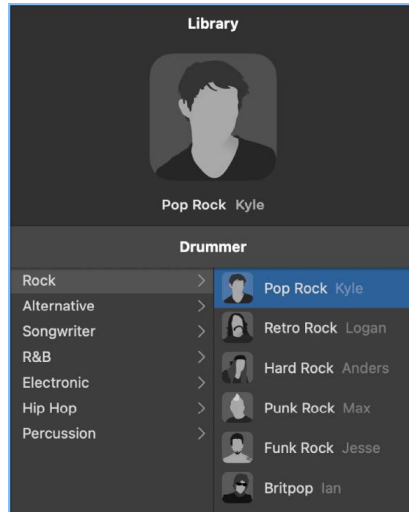 Library
Pop Rock Kyle
Drummer
Rock
Alternative
Songwriter
R&B
Electronic
Hip Hop
Percussion
Pop Rock Kyle
Retro Rock Logan
Hard Rock Anders
Punk Rock Max
Funk Rock Jesse
Britpop Ian